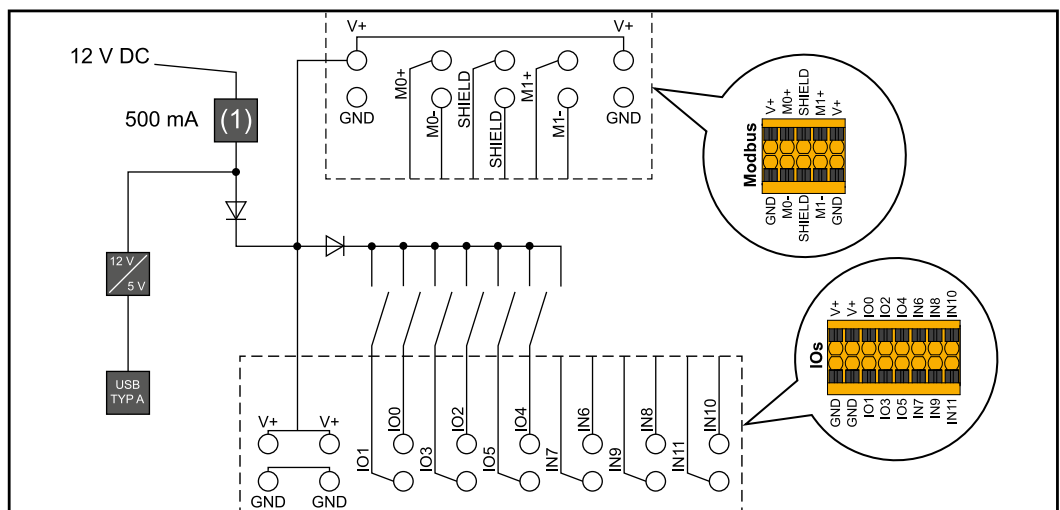 12 V DC
500 mA
(1)
12 V
5 V
USB
TYP A
V+
V+
M0+
SHIELD
M1+
GND
M0-
SHIELD
M1-
GND
Modbus
V+
M0+
SHIELD
M1+
V+
GND
M0-
SHIELD
M1-
GND
V+
V+
IO0
IO2
IO4
IN6
IN8
IN10
IO1
IO3
IO5
IN7
IN9
IN11
GND
GND
IOs
V+
V+
IO0
IO2
IO4
IN6
IN8
IN10
GND
GND
IO1
IO3
IO5
IN7
IN9
IN11